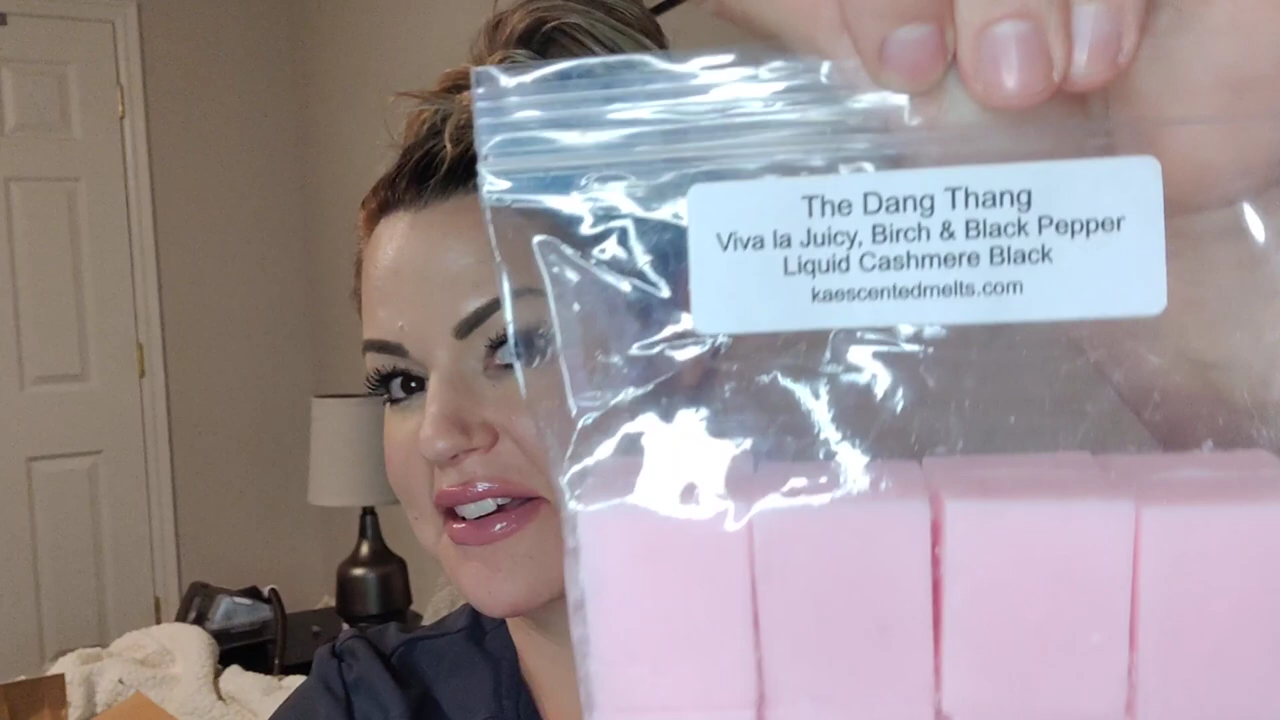 The Dang Thang
Viva la Juicy, Birch & Black Pepper
Liquid Cashmere Black
kaescentedmelts.com